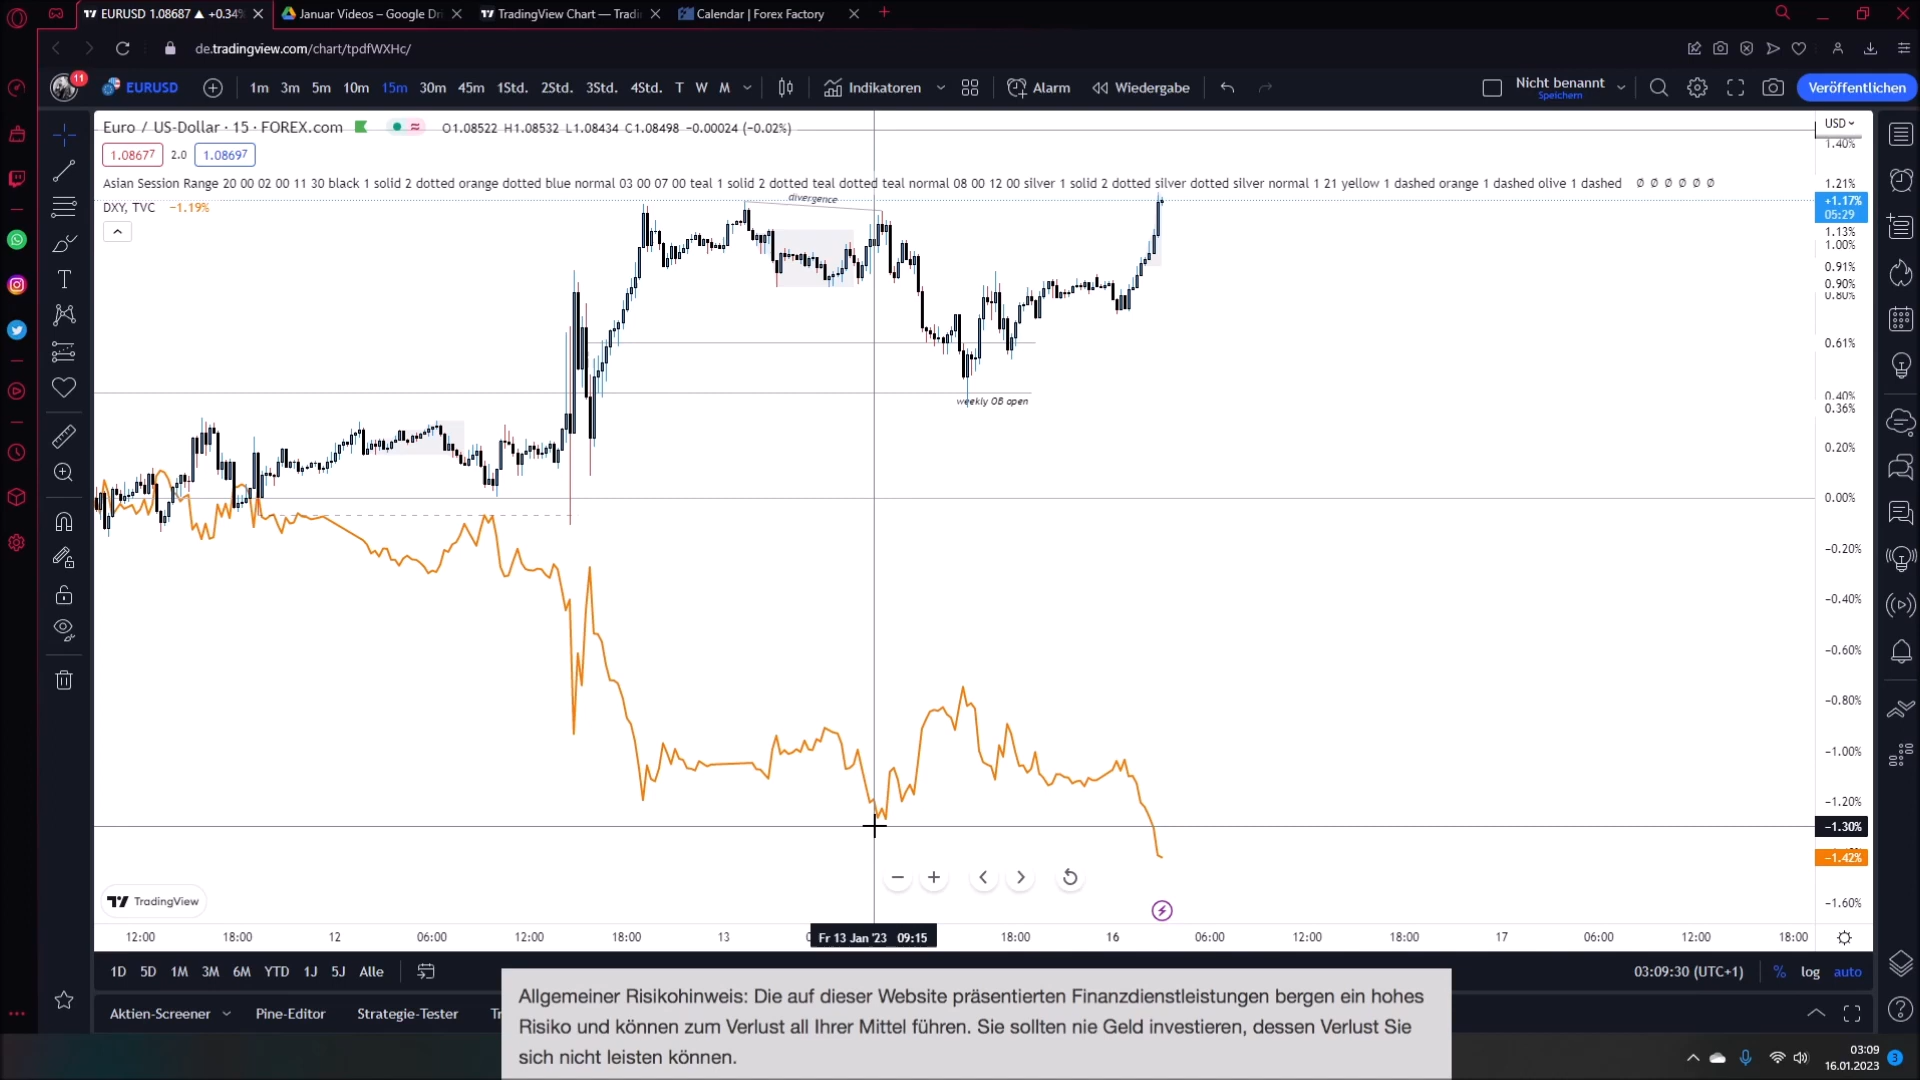 EURUSD 1.08687 ▲ +0.34%
Januar Videos – Google Dri
TradingView Chart — Tradi
Calendar | Forex Factory
de.tradingview.com/chart/tpdfWXHc/
11
EURUSD
1m 3m 5m 10m 15m 30m 45m 1Std. 2Std. 3Std. 4Std. T W M
Indikatoren
Alarm
Wiedergabe
Nicht benannt
Speichern
Veröffentlichen
Euro / US-Dollar · 15 · FOREX.com
O1.08522 H1.08532 L1.08434 C1.08498 −0.00024 (−0.02%)
USD
1.40%
1.08677 2.0 1.08697
Asian Session Range 20 00 02 00 11 30 black 1 solid 2 dotted orange dotted blue normal 03 00 07 00 teal 1 solid 2 dotted teal dotted teal normal 08 00 12 00 silver 1 solid 2 dotted silver dotted silver normal 1 21 yellow 1 dashed orange 1 dashed olive 1 dashed Ø Ø Ø Ø Ø Ø
1.21%
divergence
+1.17%
05:29
DXY, TVC −1.19%
1.13%
1.00%
0.91%
0.90%
0.80%
0.61%
0.40%
weekly OB open
0.36%
0.20%
0.00%
−0.20%
−0.40%
−0.60%
−0.80%
−1.00%
−1.20%
−1.30%
−1.42%
TradingView
−1.60%
12:00 18:00 12 06:00 12:00 18:00 13 Fr 13 Jan '23 09:15 18:00 16 06:00 12:00 18:00 17 06:00 12:00 18:00
1D 5D 1M 3M 6M YTD 1J 5J Alle
03:09:30 (UTC+1) % log auto
Aktien-Screener Pine-Editor Strategie-Tester
Allgemeiner Risikohinweis: Die auf dieser Website präsentierten Finanzdienstleistungen bergen ein hohes
Risiko und können zum Verlust all Ihrer Mittel führen. Sie sollten nie Geld investieren, dessen Verlust Sie
sich nicht leisten können.
03:09
16.01.2023
3